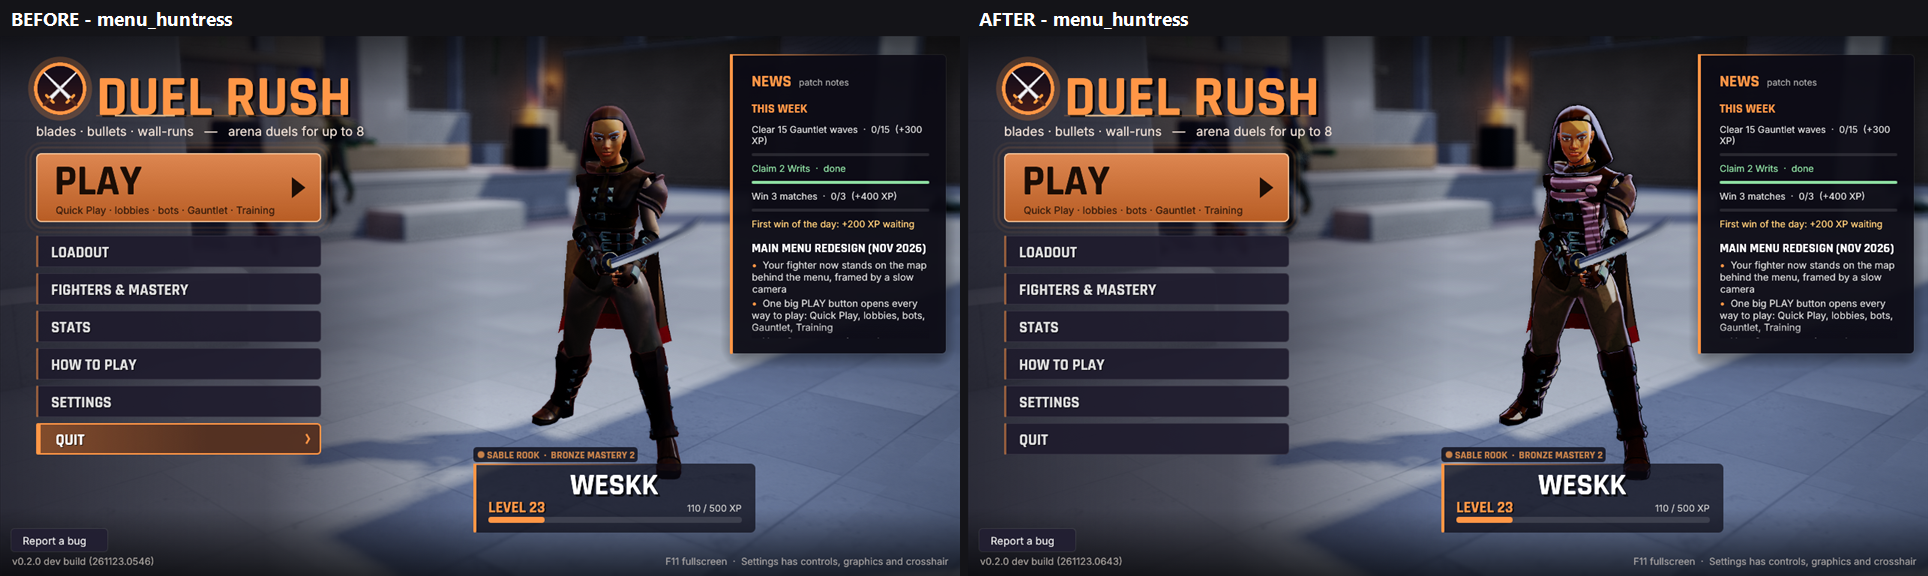 BEFORE - menu_huntress
DUEL RUSH
blades · bullets · wall-runs — arena duels for up to 8
PLAY
Quick Play · lobbies · bots · Gauntlet · Training
LOADOUT
FIGHTERS & MASTERY
STATS
HOW TO PLAY
SETTINGS
QUIT
NEWS patch notes
THIS WEEK
Clear 15 Gauntlet waves · 0/15 (+300
XP)
Claim 2 Writs · done
Win 3 matches · 0/3 (+400 XP)
First win of the day: +200 XP waiting
MAIN MENU REDESIGN (NOV 2026)
• Your fighter now stands on the map
behind the menu, framed by a slow
camera
• One big PLAY button opens every
way to play: Quick Play, lobbies, bots,
Gauntlet, Training
SABLE ROOK · BRONZE MASTERY 2
WESKK
LEVEL 23 110 / 500 XP
Report a bug
v0.2.0 dev build (261123.0546)
F11 fullscreen · Settings has controls, graphics and crosshair
AFTER - menu_huntress
DUEL RUSH
blades · bullets · wall-runs — arena duels for up to 8
PLAY
Quick Play · lobbies · bots · Gauntlet · Training
LOADOUT
FIGHTERS & MASTERY
STATS
HOW TO PLAY
SETTINGS
QUIT
NEWS patch notes
THIS WEEK
Clear 15 Gauntlet waves · 0/15 (+300
XP)
Claim 2 Writs · done
Win 3 matches · 0/3 (+400 XP)
First win of the day: +200 XP waiting
MAIN MENU REDESIGN (NOV 2026)
• Your fighter now stands on the map
behind the menu, framed by a slow
camera
• One big PLAY button opens every
way to play: Quick Play, lobbies, bots,
Gauntlet, Training
SABLE ROOK · BRONZE MASTERY 2
WESKK
LEVEL 23 110 / 500 XP
Report a bug
v0.2.0 dev build (261123.0643)
F11 fullscreen · Settings has controls, graphics and crosshair